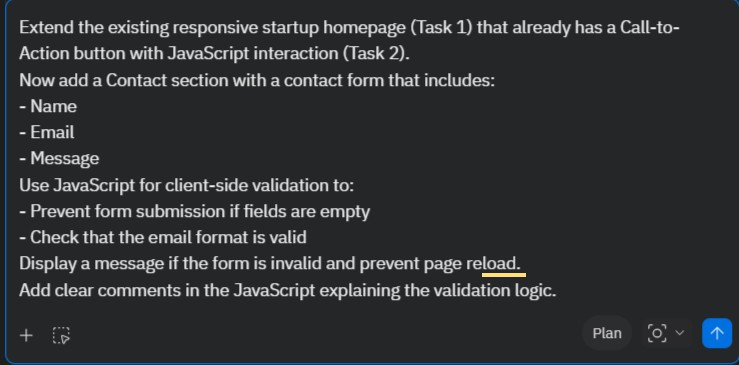 Extend the existing responsive startup homepage (Task 1) that already has a Call-to-
Action button with JavaScript interaction (Task 2).
Now add a Contact section with a contact form that includes:
- Name
- Email
- Message
Use JavaScript for client-side validation to:
- Prevent form submission if fields are empty
- Check that the email format is valid
Display a message if the form is invalid and prevent page reload.
Add clear comments in the JavaScript explaining the validation logic.
Plan